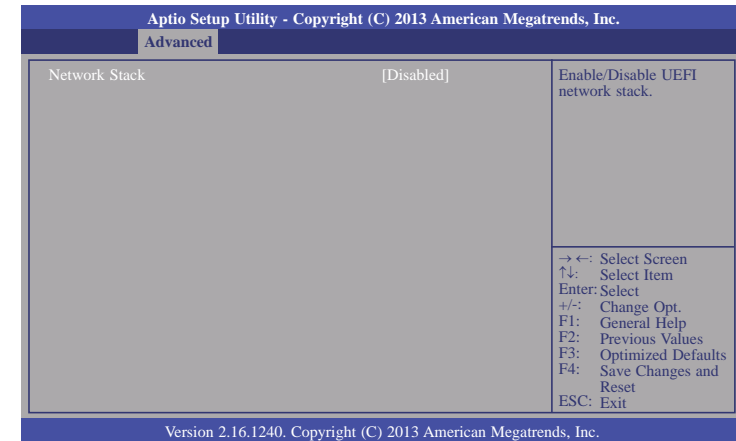 Aptio Setup Utility - Copyright (C) 2013 American Megatrends, Inc.
Advanced
Network Stack [Disabled]
Enable/Disable UEFI
network stack.
→ ←: Select Screen
↑↓: Select Item
Enter: Select
+/-: Change Opt.
F1: General Help
F2: Previous Values
F3: Optimized Defaults
F4: Save Changes and
Reset
ESC: Exit
Version 2.16.1240. Copyright (C) 2013 American Megatrends, Inc.